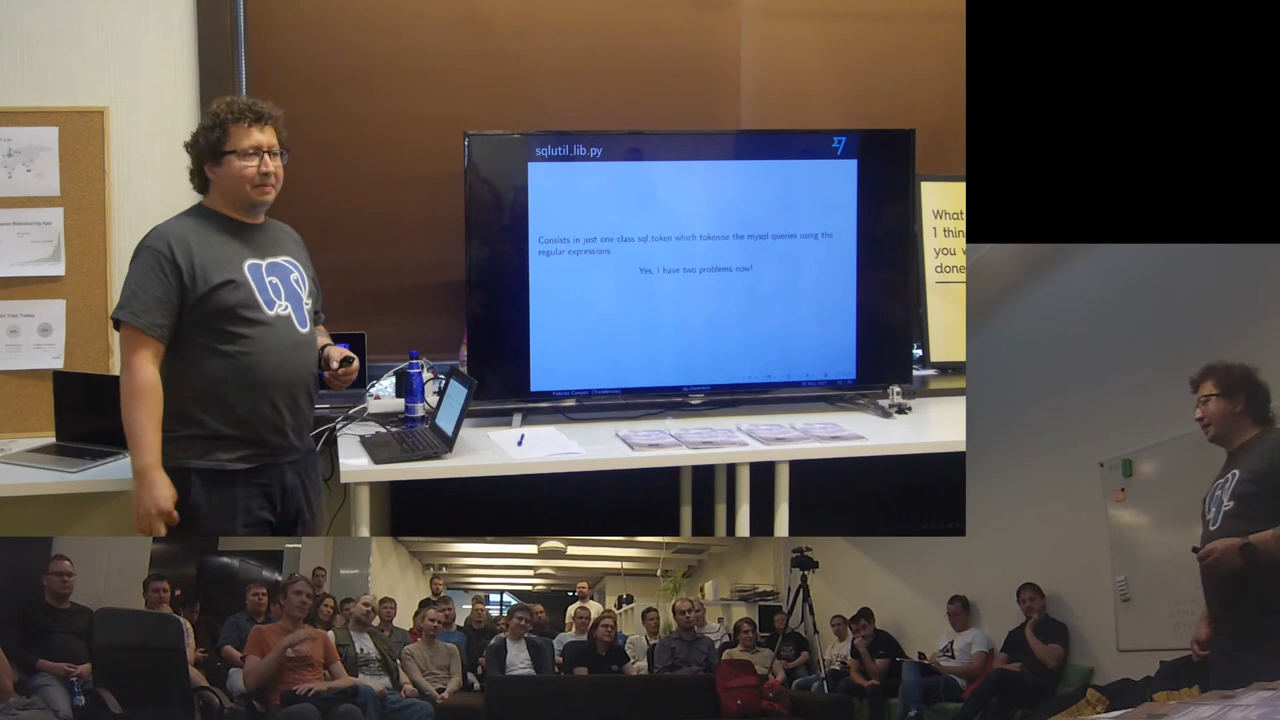 sqlutil_lib.py
Consists in just one class sql_token which tokenise the mysql queries using the
regular expressions.
Yes, I have two problems now!
What
1 thin
you w
done